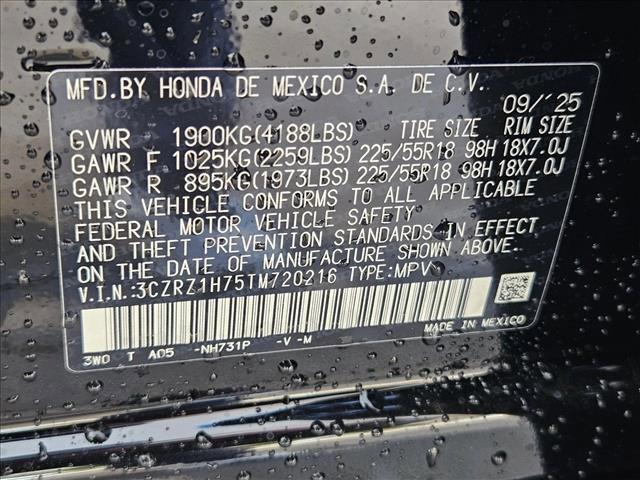 MFD. BY HONDA DE MEXICO S.A. DE C.V. 09/'25
GVWR 1900KG(4188LBS) TIRE SIZE RIM SIZE
GAWR F 1025KG(2259LBS) 225/55R18 98H 18X7.0J
GAWR R 895KG(1973LBS) 225/55R18 98H 18X7.0J
THIS VEHICLE CONFORMS TO ALL APPLICABLE
FEDERAL MOTOR VEHICLE SAFETY
AND THEFT PREVENTION STANDARDS IN EFFECT
ON THE DATE OF MANUFACTURE SHOWN ABOVE.
V.I.N.:3CZRZ1H75TM720216 TYPE:MPV
3W0 T A05 -NH731P -V -M MADE IN MEXICO